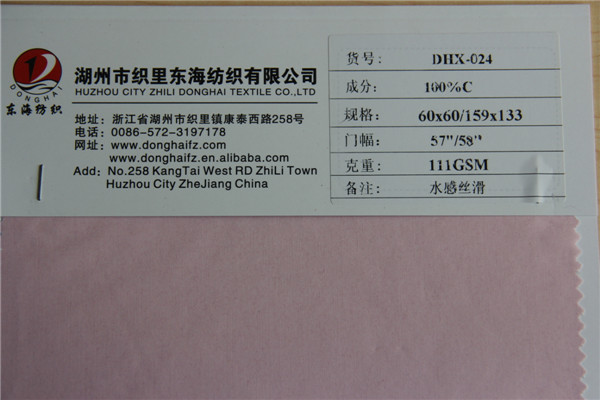 DONGHAI
东海纺织
湖州市织里东海纺织有限公司
HUZHOU CITY ZHILI DONGHAI TEXTILE CO.,LTD
地址：浙江省湖州市织里镇康泰西路258号
电话：0086-572-3197178
网址：www.donghaifz.com
www.donghaifz.en.alibaba.com
Add: No.258 KangTai West RD ZhiLi Town
Huzhou City ZheJiang China
货号: DHX-024
成分: 100%C
规格: 60x60/159x133
门幅: 57"/58"
克重: 111GSM
备注: 水感丝滑